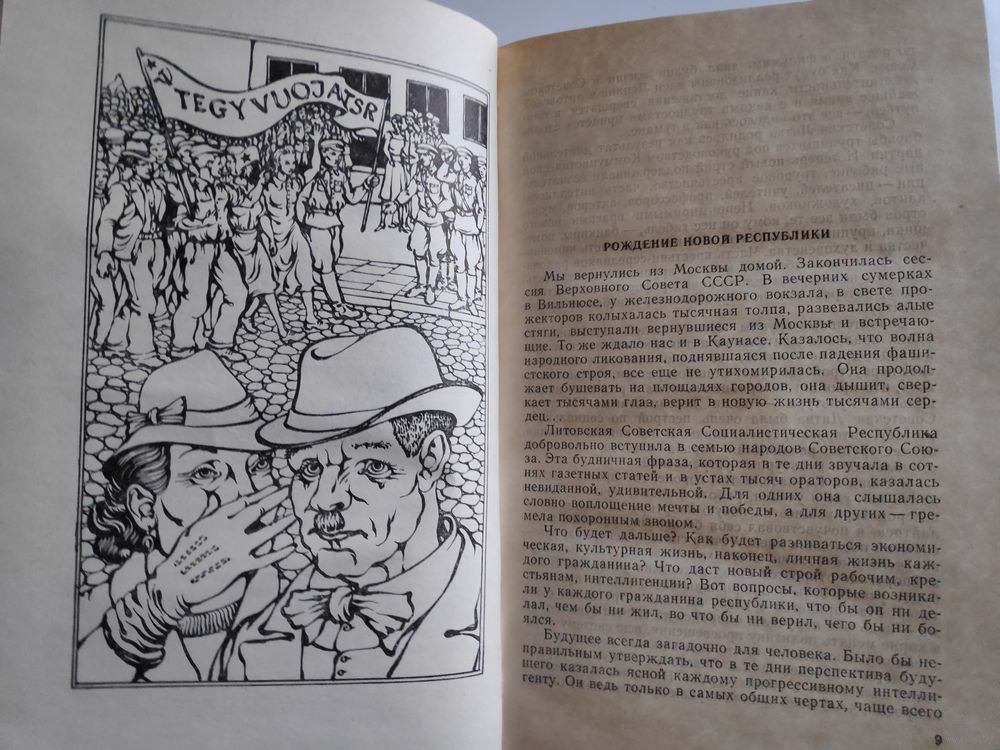 TEGYVUOJA TSR
РОЖДЕНИЕ НОВОЙ РЕСПУБЛИКИ
Мы вернулись из Москвы домой. Закончилась сес-
сия Верховного Совета СССР. В вечерних сумерках
в Вильнюсе, у железнодорожного вокзала, в свете про-
жекторов колыхалась тысячная толпа, развевались алые
стяги, выступали вернувшиеся из Москвы и встречаю-
щие. То же ждало нас и в Каунасе. Казалось, что волна
народного ликования, поднявшаяся после падения фаши-
стского строя, все еще не утихомирилась. Она продол-
жает бушевать на площадях городов, она дышит, свер-
кает тысячами глаз, верит в новую жизнь тысячами сер-
дец...
Литовская Советская Социалистическая Республика
добровольно вступила в семью народов Советского Сою-
за. Эта будничная фраза, которая в те дни звучала в сот-
нях газетных статей и в устах тысяч ораторов, казалась
невиданной, удивительной. Для одних она слышалась
словно воплощение мечты и победы, а для других — гре-
мела похоронным звоном.
Что будет дальше? Как будет развиваться экономи-
ческая, культурная жизнь, наконец, личная жизнь каж-
дого гражданина? Что даст новый строй рабочим, кре-
стьянам, интеллигенции? Вот вопросы, которые возника-
ли у каждого гражданина республики, что бы он ни де-
лал, чем бы ни жил, во что бы ни верил, чего бы ни бо-
ялся.
Будущее всегда загадочно для человека. Было бы не-
правильным утверждать, что в те дни перспектива буду-
щего казалась ясной каждому прогрессивному интелли-
генту. Он ведь только в самых общих чертах, чаще всего
9